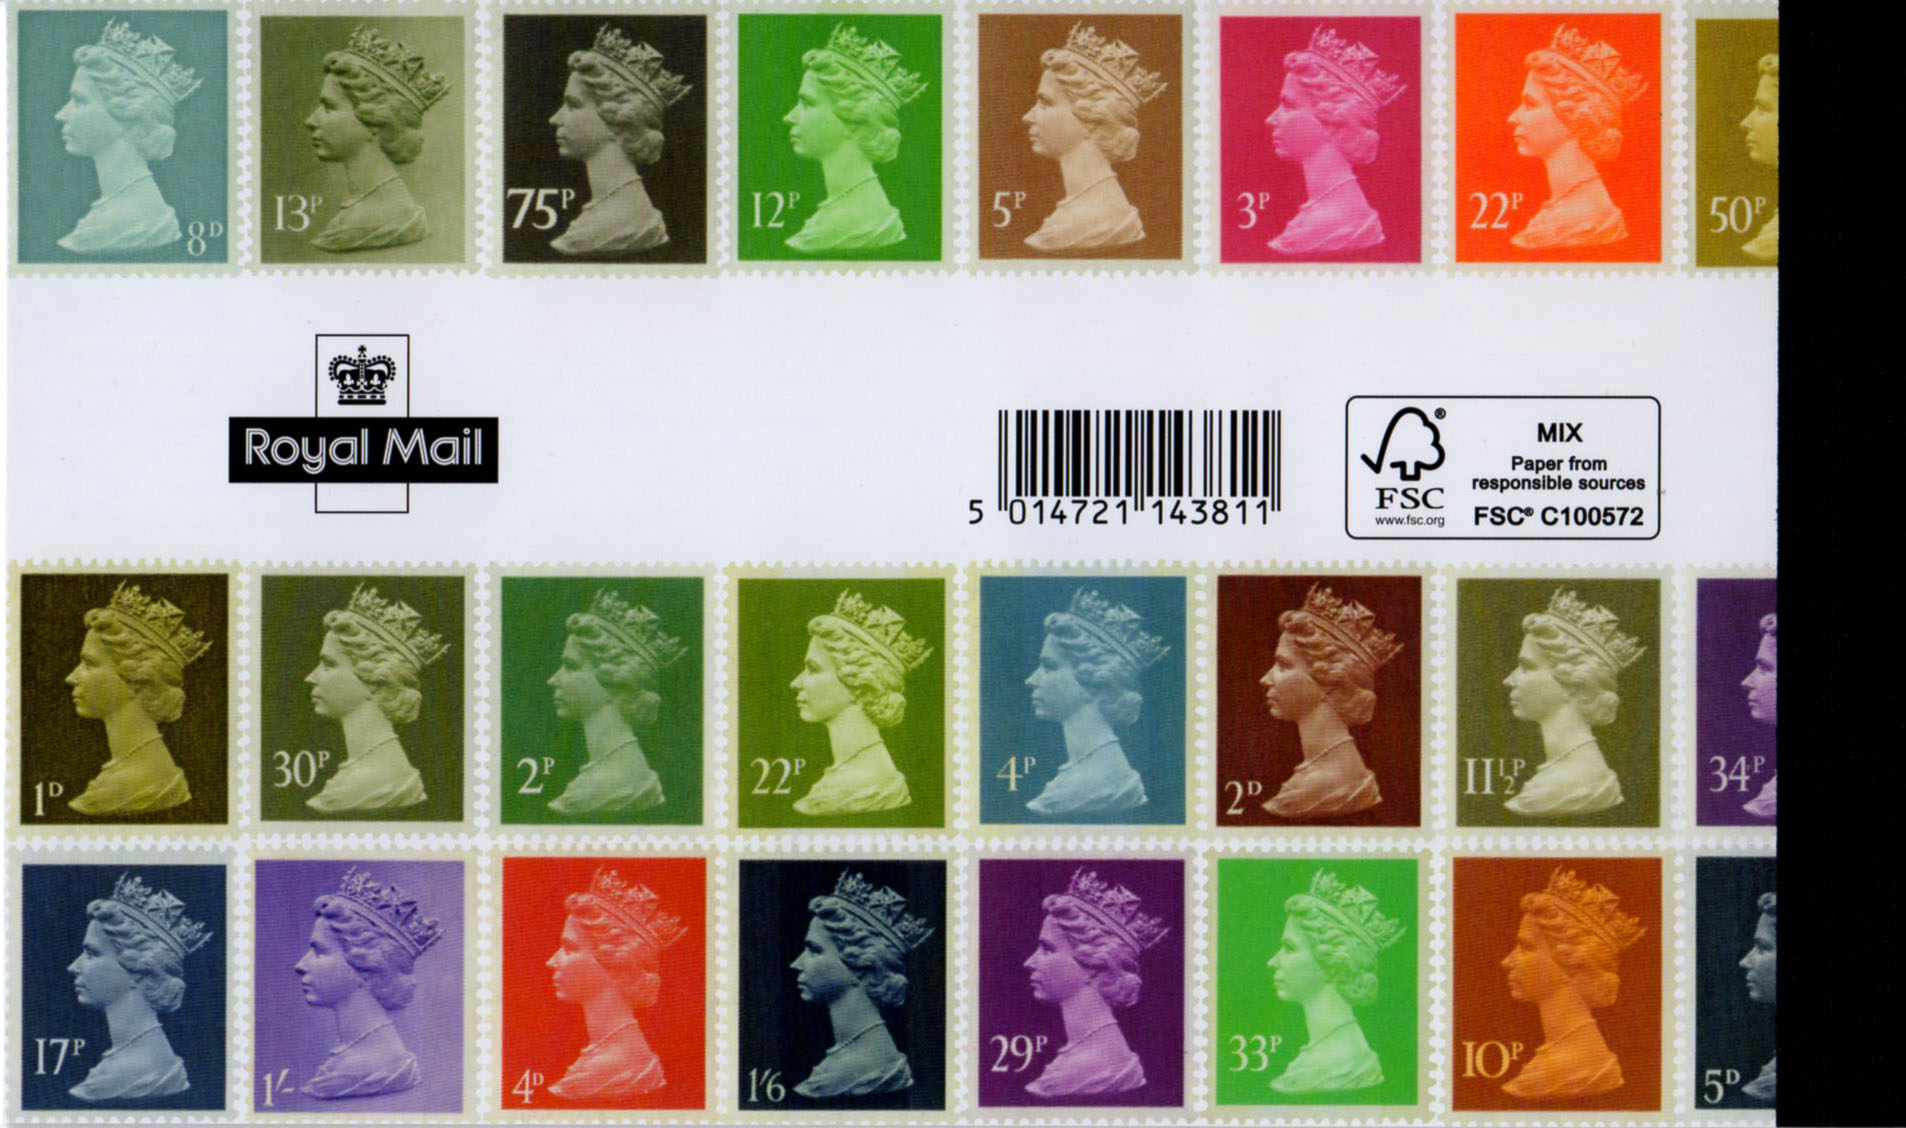 8D
13P
75P
12P
5P
3P
22P
50P
Royal Mail
5 014721 143811
FSC®
www.fsc.org
MIX
Paper from
responsible sources
FSC® C100572
1D
30P
2P
22P
4P
2D
11½P
34P
17P
1/-
4D
1/6
29P
33P
10P
5D